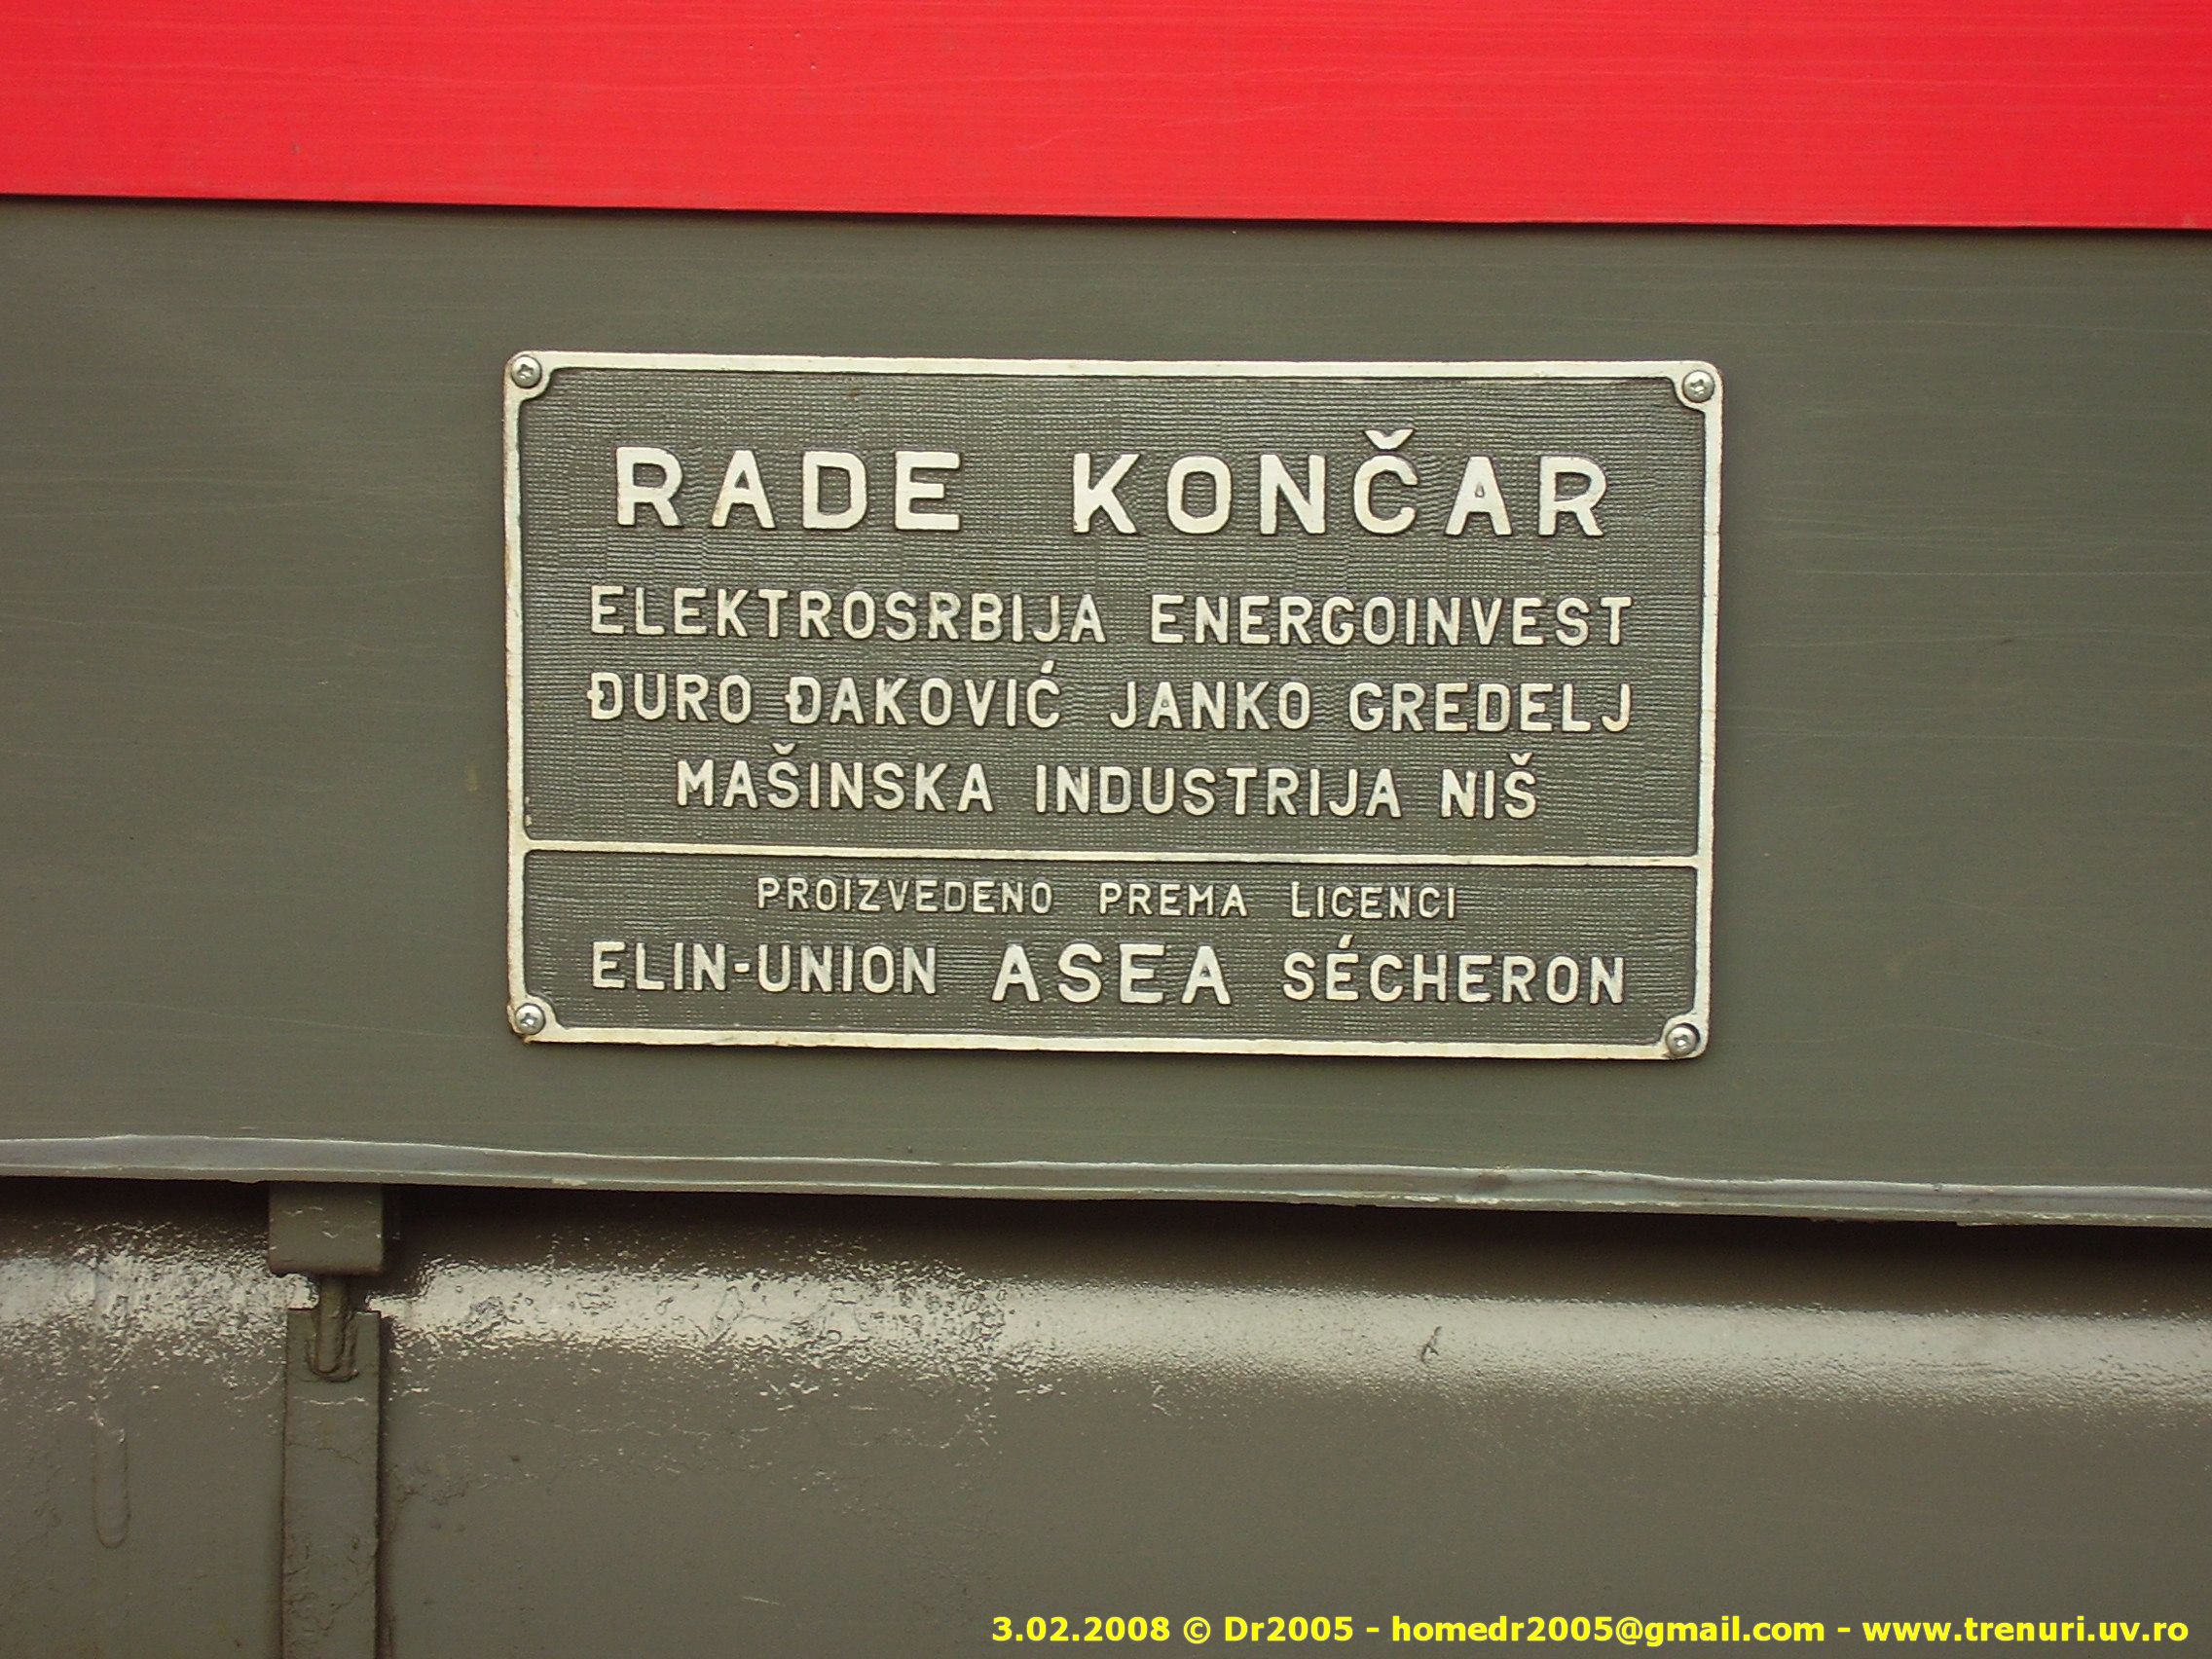 RADE KONČAR
ELEKTROSRBIJA ENERGOINVEST
ĐURO ĐAKOVIĆ JANKO GREDELJ
MAŠINSKA INDUSTRIJA NIŠ
PROIZVEDENO PREMA LICENCI
ELIN-UNION ASEA SÉCHERON
3.02.2008 © Dr2005 - homedr2005@gmail.com - www.trenuri.uv.ro